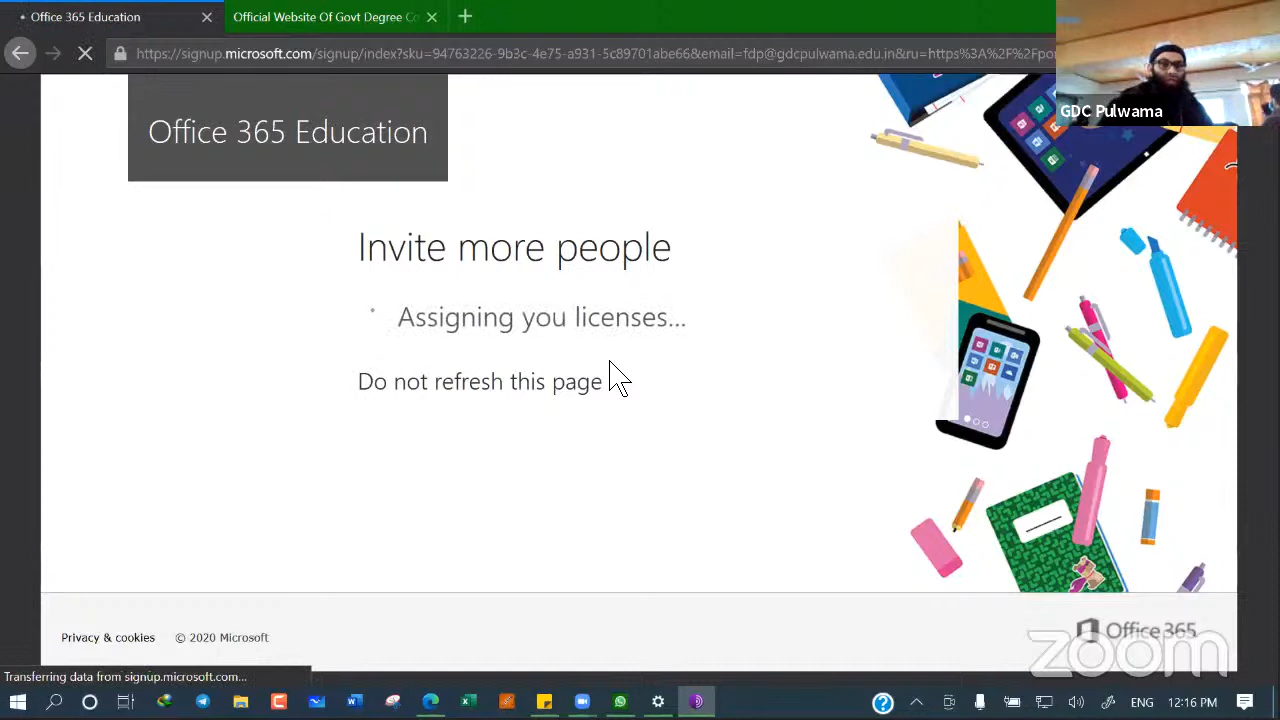 Office 365 Education
Official Website Of Govt Degree Co
https://signup.microsoft.com/signup/index?sku=94763226-9b3c-4e75-a931-5c89701abe66&email=fdp@gdcpulwama.edu.in&ru=https%3A%2F%2Fpo
GDC Pulwama
Office 365 Education
Invite more people
Assigning you licenses...
Do not refresh this page
Privacy & cookies
© 2020 Microsoft
Office 365
zoom
Transferring data from signup.microsoft.com...
ENG
12:16 PM